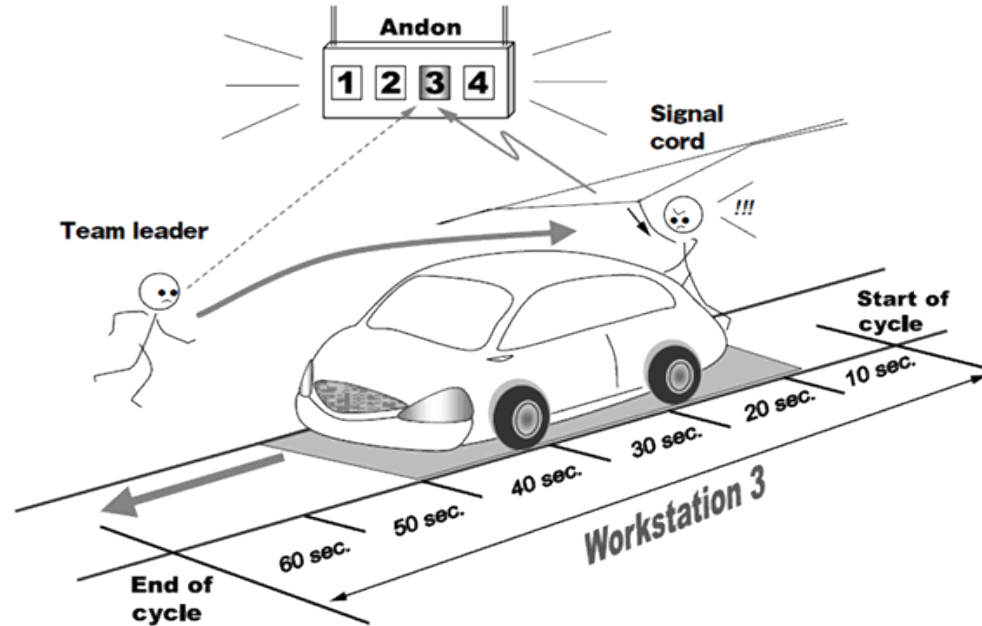 Andon
1 2 3 4
Signal
cord
!!!
Team leader
Start of
cycle
10 sec.
20 sec.
30 sec.
40 sec.
50 sec.
60 sec.
Workstation 3
End of
cycle